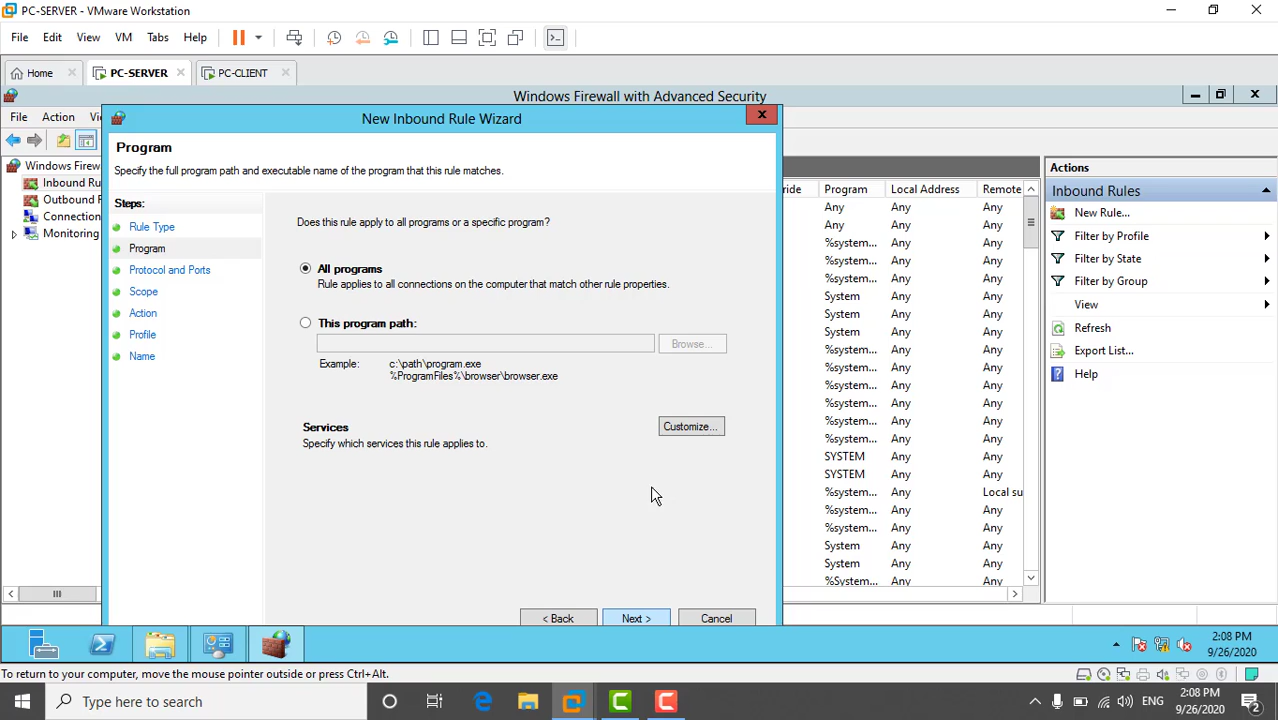 PC-SERVER - VMware Workstation
File Edit View VM Tabs Help
Home PC-SERVER PC-CLIENT
Windows Firewall with Advanced Security
File Action
New Inbound Rule Wizard
Program
Specify the full program path and executable name of the program that this rule matches.
Steps:
Rule Type
Program
Protocol and Ports
Scope
Action
Profile
Name
Does this rule apply to all programs or a specific program?
All programs
Rule applies to all connections on the computer that match other rule properties.
This program path:
Browse...
Example: c:\path\program.exe
%ProgramFiles%\browser\browser.exe
Services
Customize...
Specify which services this rule applies to.
< Back Next > Cancel
Windows Firew
Inbound Ru
Outbound R
Connection
Monitoring
ride Program Local Address Remote
Any Any Any
Any Any Any
%system... Any Any
%system... Any Any
%system... Any Any
System Any Any
System Any Any
System Any Any
%system... Any Any
%system... Any Any
%system... Any Any
%system... Any Any
%system... Any Any
%system... Any Any
SYSTEM Any Any
SYSTEM Any Any
%system... Any Local su
%system... Any Any
%system... Any Any
System Any Any
System Any Any
%System... Any Any
Actions
Inbound Rules
New Rule...
Filter by Profile
Filter by State
Filter by Group
View
Refresh
Export List...
Help
2:08 PM
9/26/2020
To return to your computer, move the mouse pointer outside or press Ctrl+Alt.
Type here to search
ENG
2:08 PM
9/26/2020
2